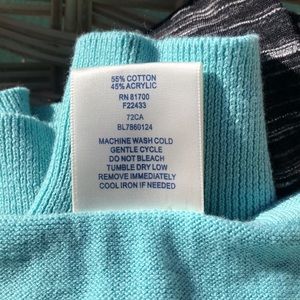 55% COTTON
45% ACRYLIC
RN 81700
F22433
72CA
BL7860124
MACHINE WASH COLD
GENTLE CYCLE
DO NOT BLEACH
TUMBLE DRY LOW
REMOVE IMMEDIATELY
COOL IRON IF NEEDED